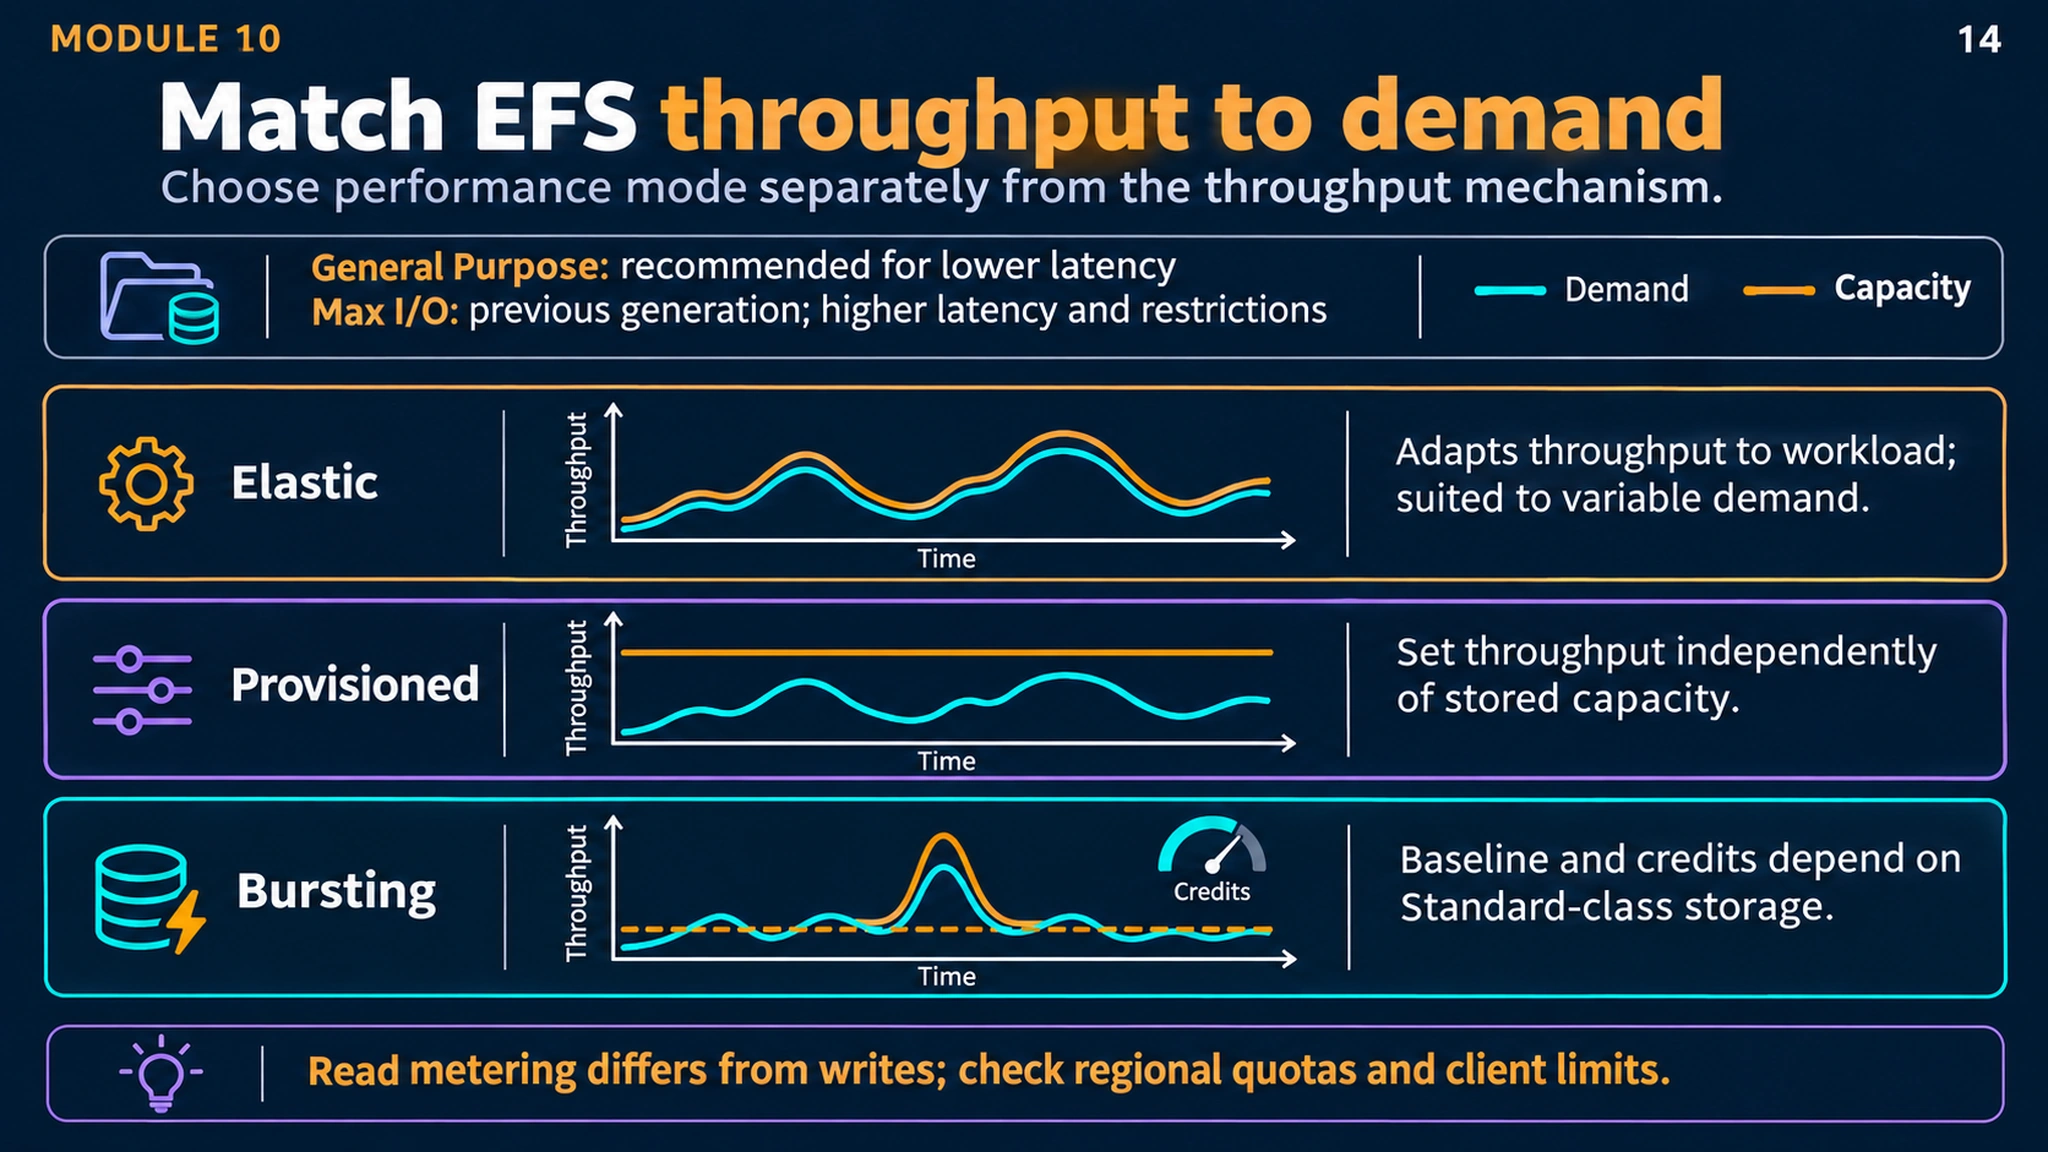 MODULE 10
14
Match EFS throughput to demand
Choose performance mode separately from the throughput mechanism.
General Purpose: recommended for lower latency
Max I/O: previous generation; higher latency and restrictions
Demand
Capacity
Elastic
Throughput
Time
Adapts throughput to workload;
suited to variable demand.
Provisioned
Throughput
Time
Set throughput independently
of stored capacity.
Bursting
Throughput
Time
Credits
Baseline and credits depend on
Standard-class storage.
Read metering differs from writes; check regional quotas and client limits.